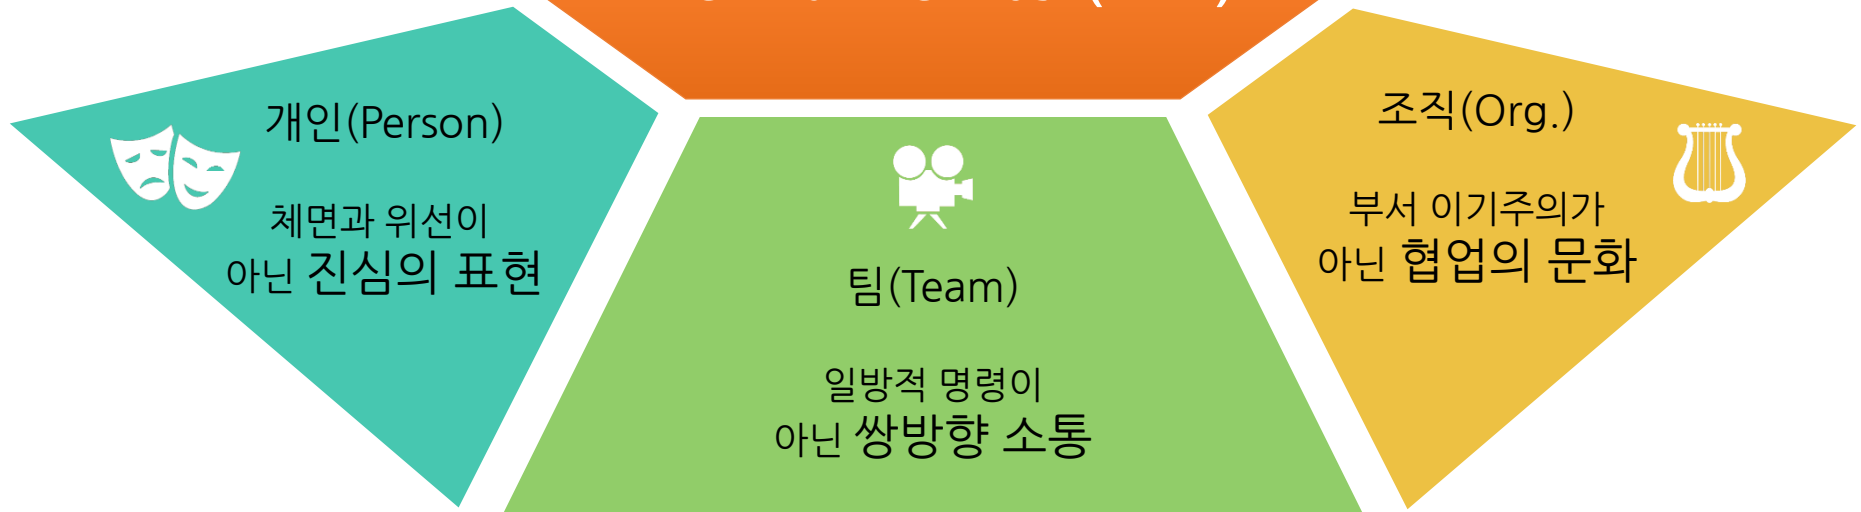 개인(Person)
체면과 위선이
아닌 진심의 표현
팀(Team)
일방적 명령이
아닌 쌍방향 소통
조직(Org.)
부서 이기주의가
아닌 협업의 문화